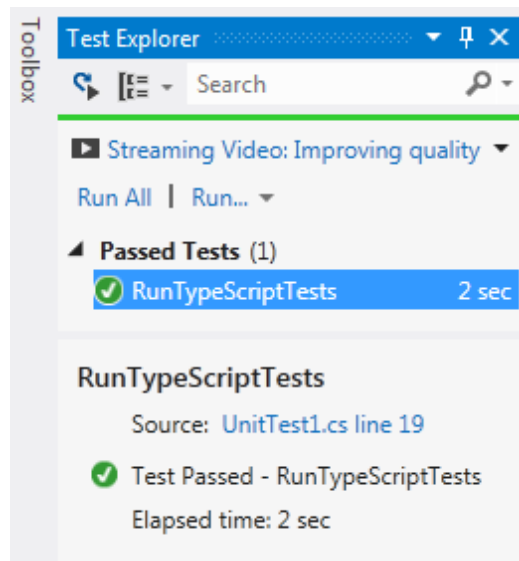 Toolbox
Test Explorer
Search
Streaming Video: Improving quality
Run All | Run...
Passed Tests (1)
RunTypeScriptTests 2 sec
RunTypeScriptTests
Source: UnitTest1.cs line 19
Test Passed - RunTypeScriptTests
Elapsed time: 2 sec